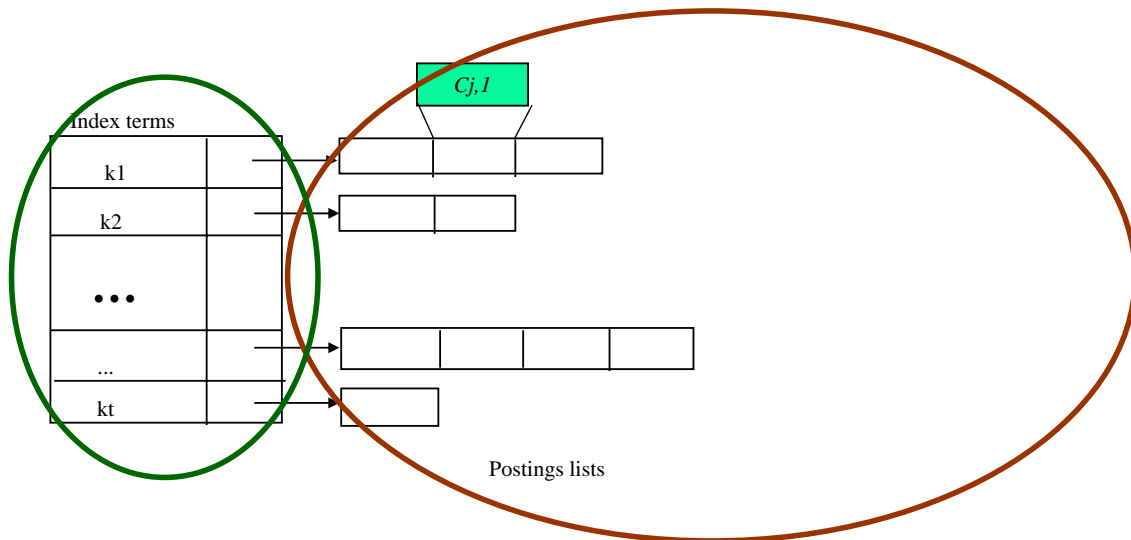 Cj,1
Index terms
k1
k2
•••
...
kt
Postings lists